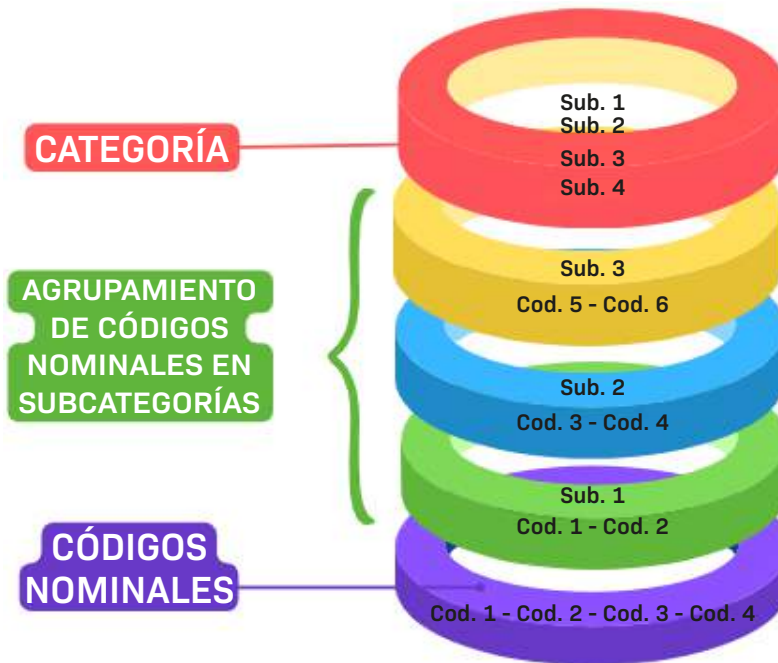 Sub. 1
Sub. 2
CATEGORÍA
Sub. 3
Sub. 4
AGRUPAMIENTO
DE CÓDIGOS
NOMINALES EN
SUBCATEGORÍAS
Sub. 3
Cod. 5 - Cod. 6
Sub. 2
Cod. 3 - Cod. 4
Sub. 1
Cod. 1 - Cod. 2
CÓDIGOS
NOMINALES
Cod. 1 - Cod. 2 - Cod. 3 - Cod. 4